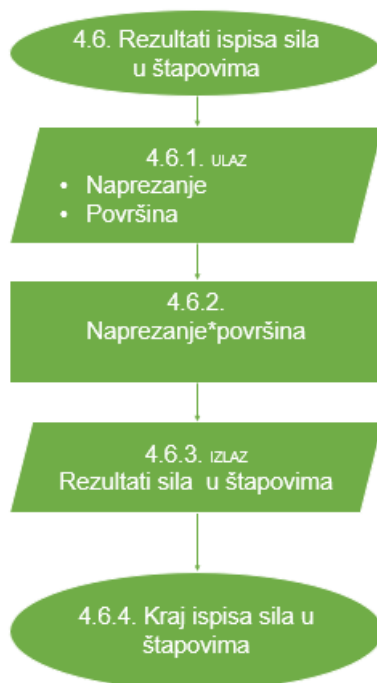 4.6. Rezultati ispisa sila
u štapovima
4.6.1. ULAZ
• Naprezanje
• Površina
4.6.2.
Naprezanje*površina
4.6.3. IZLAZ
Rezultati sila u štapovima
4.6.4. Kraj ispisa sila u
štapovima